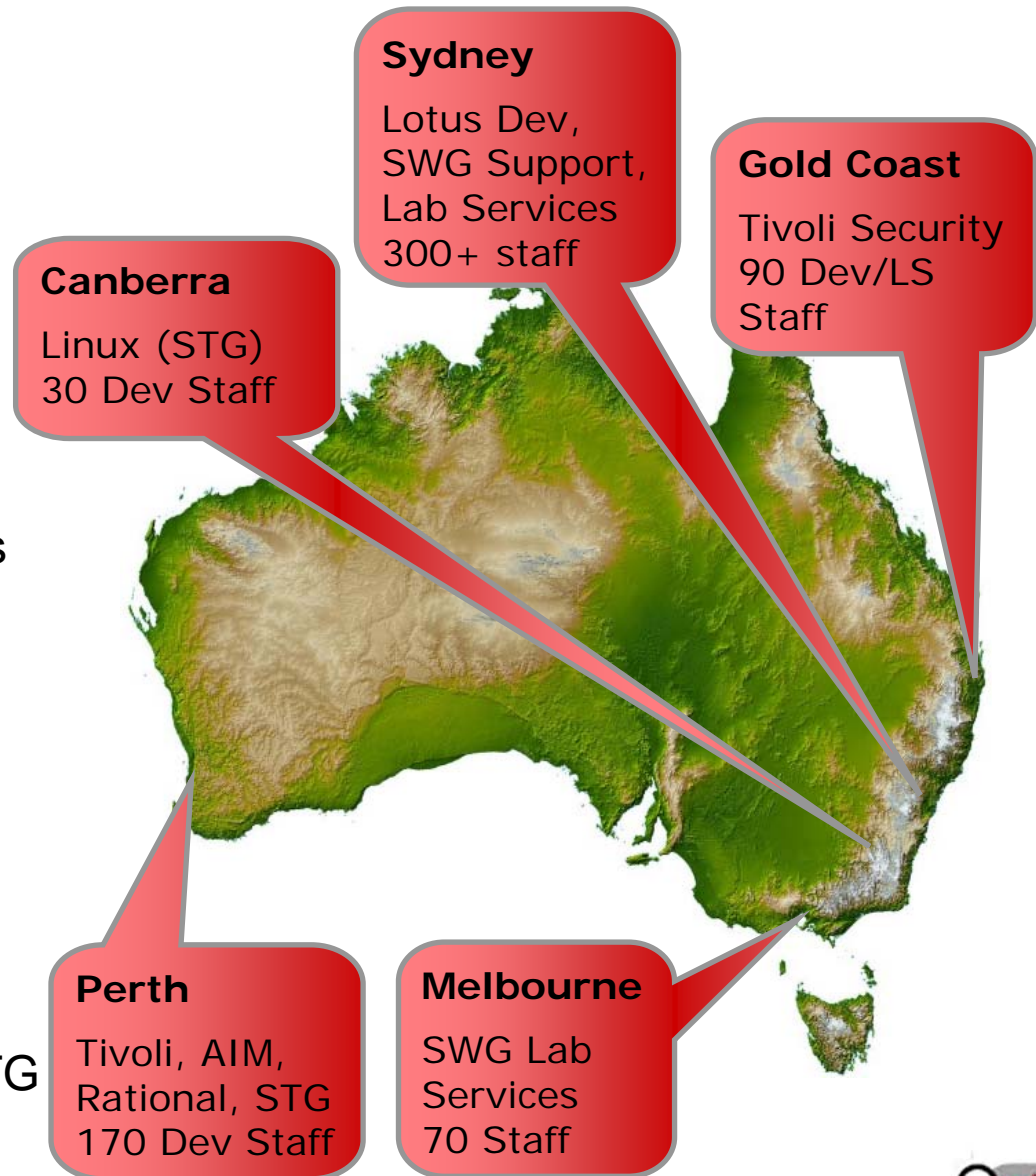 Sydney
Lotus Dev,
SWG Support,
Lab Services
300+ staff
Gold Coast
Tivoli Security
90 Dev/LS
Staff
Canberra
Linux (STG)
30 Dev Staff
Perth
Tivoli, AIM,
Rational, STG
170 Dev Staff
Melbourne
SWG Lab
Services
70 Staff